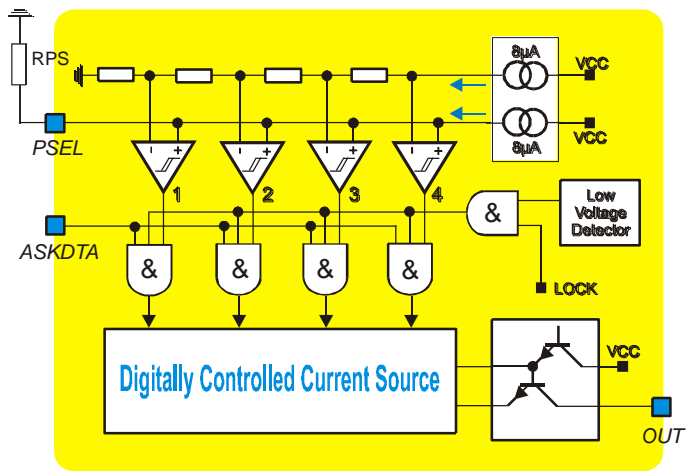 8µA
RPS
VCC
VCC
PSEL
8µA
- +
- +
- +
- +
1
2
3
4
&
Low
Voltage
Detector
ASKDTA
&
&
&
&
LOCK
Digitally Controlled Current Source
VCC
OUT